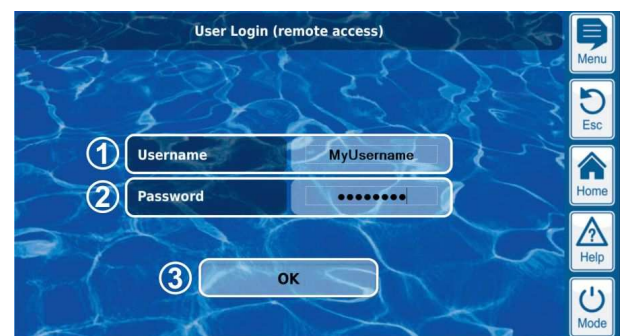 User Login (remote access)
Menu
Esc
① Username MyUsername
② Password ●●●●●●●●
Home
Help
③ OK
Mode